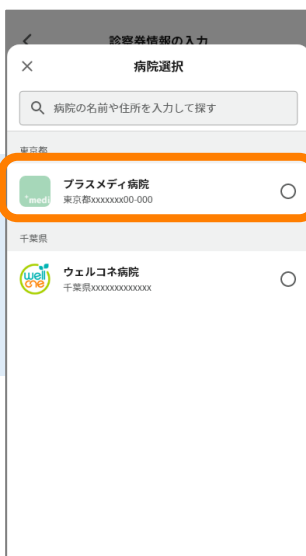 診察券情報の入力
病院選択
病院の名前や住所を入力して探す
東京都
+medi
プラスメディ病院
東京都xxxxxxx00-000
千葉県
well
one
ウェルコネ病院
千葉県xxxxxxxxxxxxx